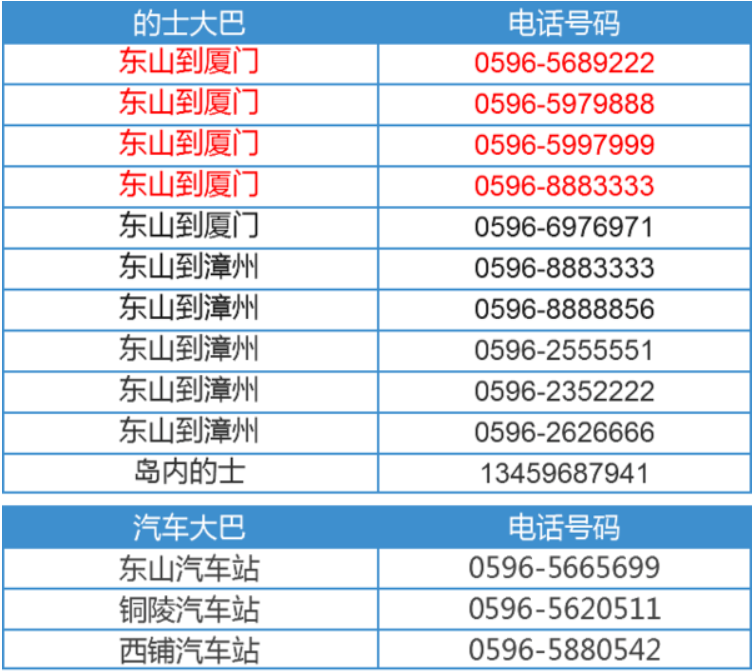 的士大巴 电话号码
东山到厦门 0596-5689222
东山到厦门 0596-5979888
东山到厦门 0596-5997999
东山到厦门 0596-8883333
东山到厦门 0596-6976971
东山到漳州 0596-8883333
东山到漳州 0596-8888856
东山到漳州 0596-2555551
东山到漳州 0596-2352222
东山到漳州 0596-2626666
岛内的士 13459687941
汽车大巴 电话号码
东山汽车站 0596-5665699
铜陵汽车站 0596-5620511
西铺汽车站 0596-5880542